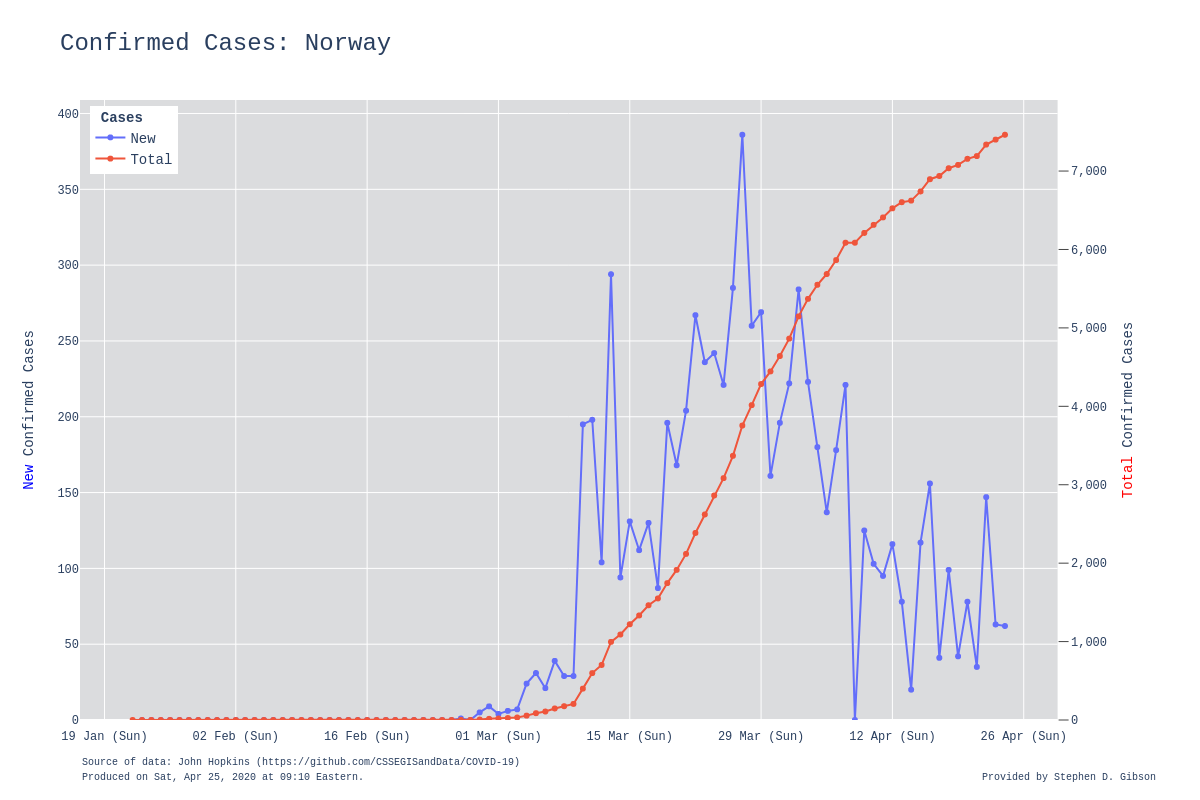 Confirmed Cases: Norway
Cases
New
Total
400
350
300
250
200
150
100
50
0
New Confirmed Cases
7,000
6,000
5,000
4,000
3,000
2,000
1,000
0
Total Confirmed Cases
19 Jan (Sun) 02 Feb (Sun) 16 Feb (Sun) 01 Mar (Sun) 15 Mar (Sun) 29 Mar (Sun) 12 Apr (Sun) 26 Apr (Sun)
Source of data: John Hopkins (https://github.com/CSSEGISandData/COVID-19)
Produced on Sat, Apr 25, 2020 at 09:10 Eastern.
Provided by Stephen D. Gibson